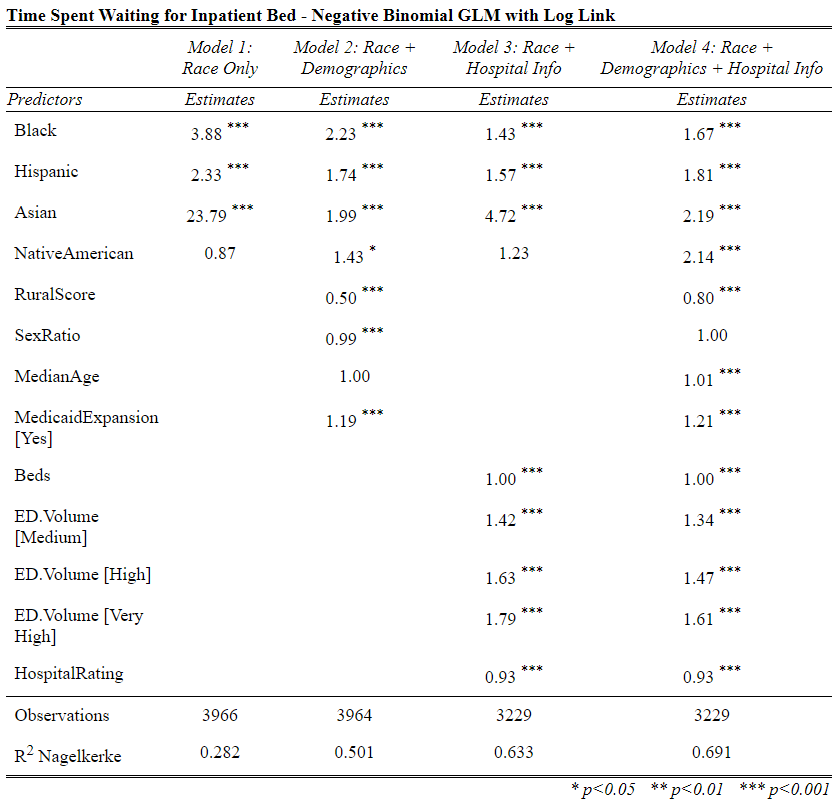 Time Spent Waiting for Inpatient Bed - Negative Binomial GLM with Log Link
Model 1: Race Only Model 2: Race + Demographics Model 3: Race + Hospital Info Model 4: Race + Demographics + Hospital Info
Predictors Estimates Estimates Estimates Estimates
Black 3.88 *** 2.23 *** 1.43 *** 1.67 ***
Hispanic 2.33 *** 1.74 *** 1.57 *** 1.81 ***
Asian 23.79 *** 1.99 *** 4.72 *** 2.19 ***
NativeAmerican 0.87 1.43 * 1.23 2.14 ***
RuralScore 0.50 *** 0.80 ***
SexRatio 0.99 *** 1.00
MedianAge 1.00 1.01 ***
MedicaidExpansion [Yes] 1.19 *** 1.21 ***
Beds 1.00 *** 1.00 ***
ED.Volume [Medium] 1.42 *** 1.34 ***
ED.Volume [High] 1.63 *** 1.47 ***
ED.Volume [Very High] 1.79 *** 1.61 ***
HospitalRating 0.93 *** 0.93 ***
Observations 3966 3964 3229 3229
R2 Nagelkerke 0.282 0.501 0.633 0.691
* p<0.05 ** p<0.01 *** p<0.001